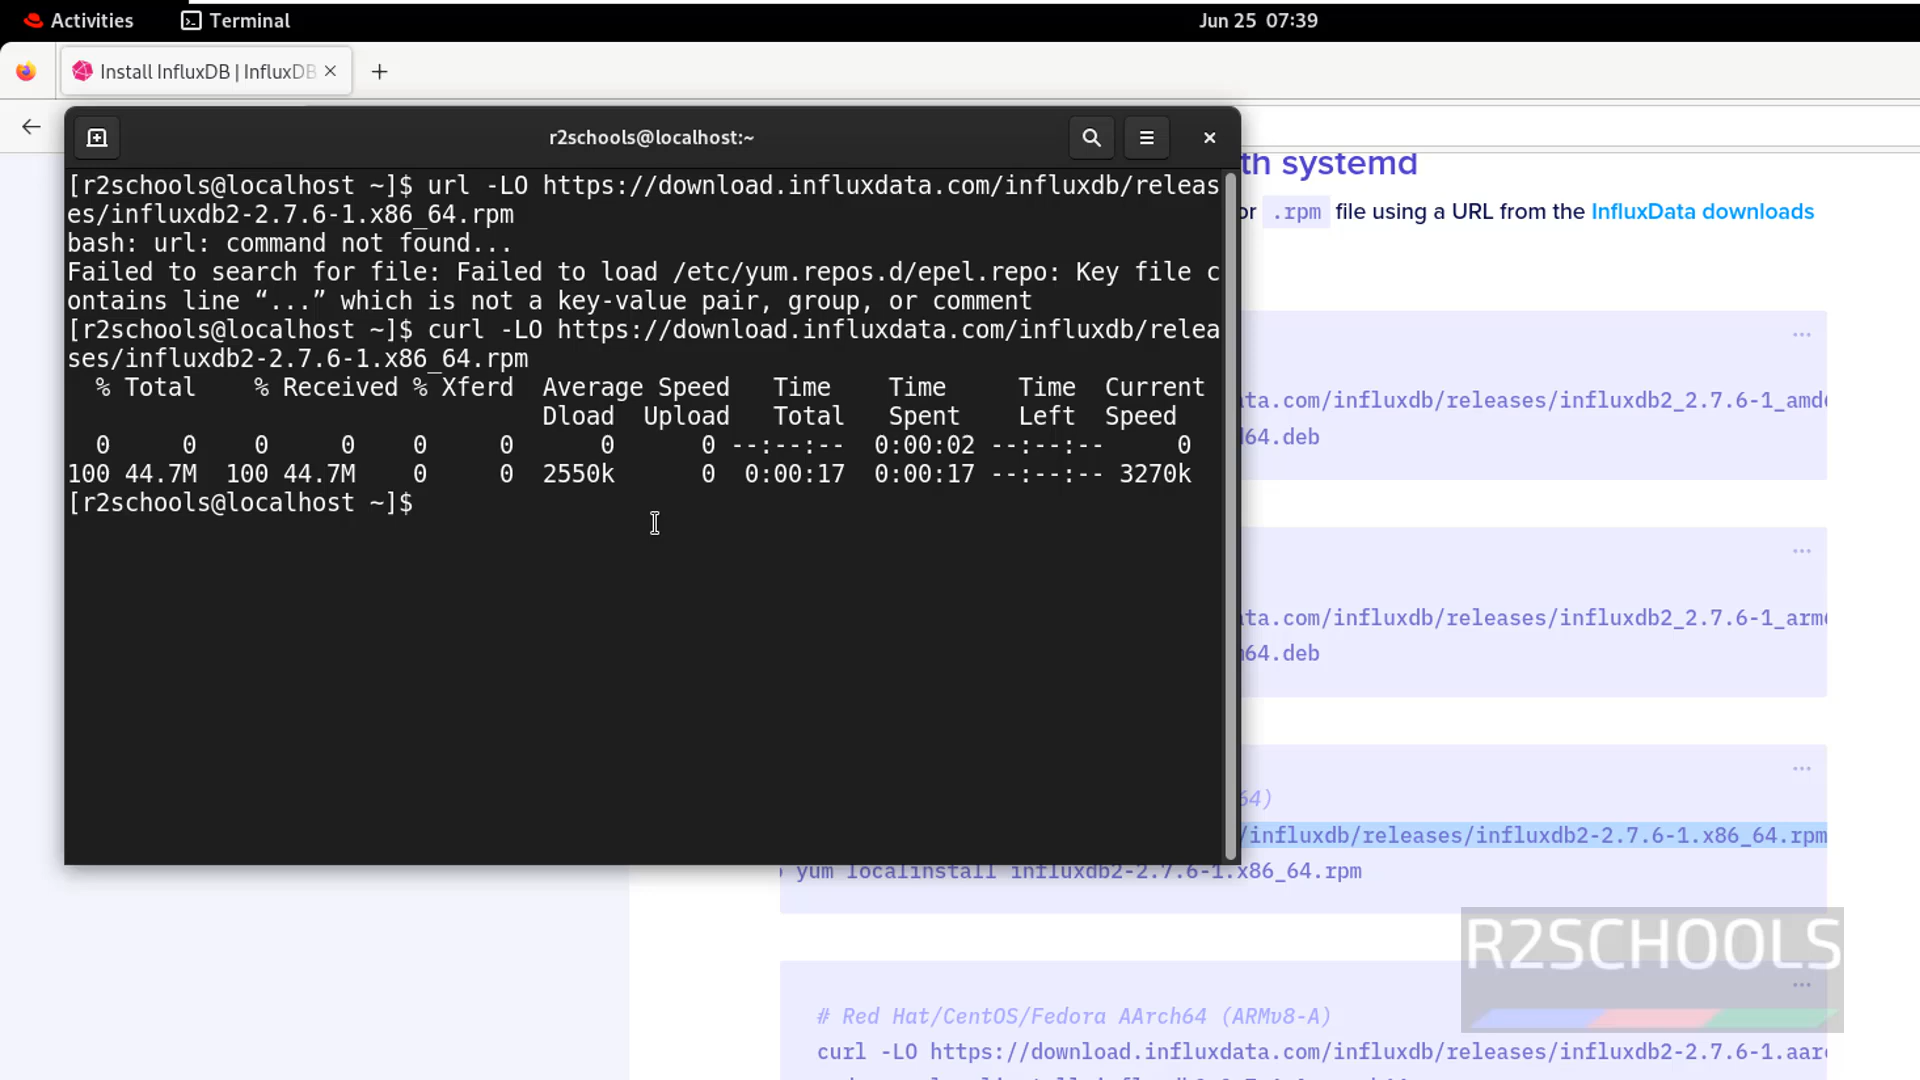 Activities Terminal Jun 25 07:39
Install InfluxDB | InfluxDB
r2schools@localhost:~
[r2schools@localhost ~]$ url -LO https://download.influxdata.com/influxdb/releas
es/influxdb2-2.7.6-1.x86_64.rpm
bash: url: command not found...
Failed to search for file: Failed to load /etc/yum.repos.d/epel.repo: Key file c
ontains line “...” which is not a key-value pair, group, or comment
[r2schools@localhost ~]$ curl -LO https://download.influxdata.com/influxdb/relea
ses/influxdb2-2.7.6-1.x86_64.rpm
% Total % Received % Xferd Average Speed Time Time Time Current
Dload Upload Total Spent Left Speed
0 0 0 0 0 0 0 0 --:--:-- 0:00:02 --:--:-- 0
100 44.7M 100 44.7M 0 0 2550k 0 0:00:17 0:00:17 --:--:-- 3270k
[r2schools@localhost ~]$
th systemd
or .rpm file using a URL from the InfluxData downloads
ta.com/influxdb/releases/influxdb2_2.7.6-1_amd
64.deb
ta.com/influxdb/releases/influxdb2_2.7.6-1_arm
64.deb
64)
/influxdb/releases/influxdb2-2.7.6-1.x86_64.rpm
yum localinstall influxdb2-2.7.6-1.x86_64.rpm
R2SCHOOLS
# Red Hat/CentOS/Fedora AArch64 (ARMv8-A)
curl -LO https://download.influxdata.com/influxdb/releases/influxdb2-2.7.6-1.aar